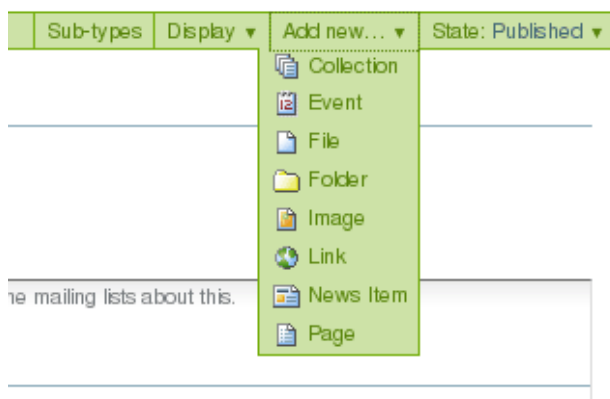 Sub-types Display ▾ Add new... ▾ State: Published ▾
Collection
Event
File
Folder
Image
Link
he mailing lists about this.
News Item
Page